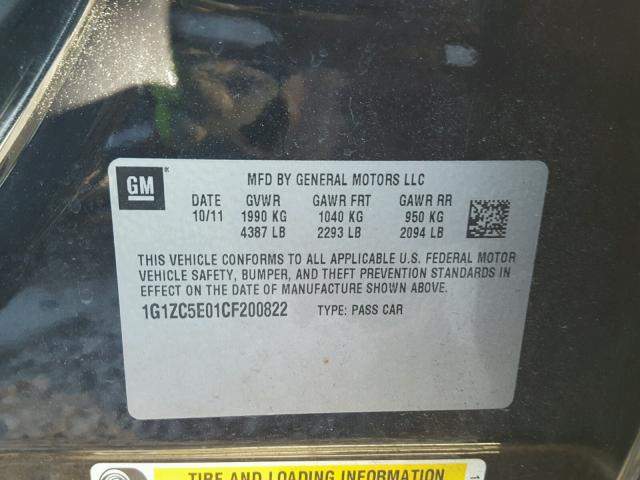 GM
MFD BY GENERAL MOTORS LLC
DATE GVWR GAWR FRT GAWR RR
10/11 1990 KG 1040 KG 950 KG
4387 LB 2293 LB 2094 LB
THIS VEHICLE CONFORMS TO ALL APPLICABLE U.S. FEDERAL MOTOR
VEHICLE SAFETY, BUMPER, AND THEFT PREVENTION STANDARDS IN
EFFECT ON THE DATE OF MANUFACTURE SHOWN ABOVE.
1G1ZC5E01CF200822 TYPE: PASS CAR
TIRE AND LOADING INFORMATION